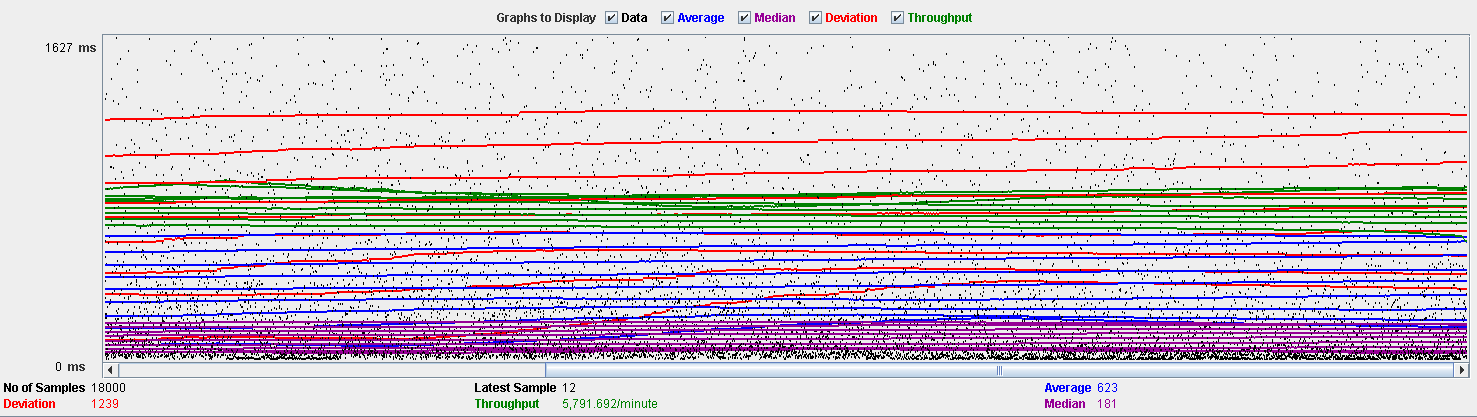 Graphs to Display Data Average Median Deviation Throughput
1627 ms
0 ms
No of Samples 18000 Latest Sample 12 Average 623
Deviation 1239 Throughput 5,791.692/minute Median 181